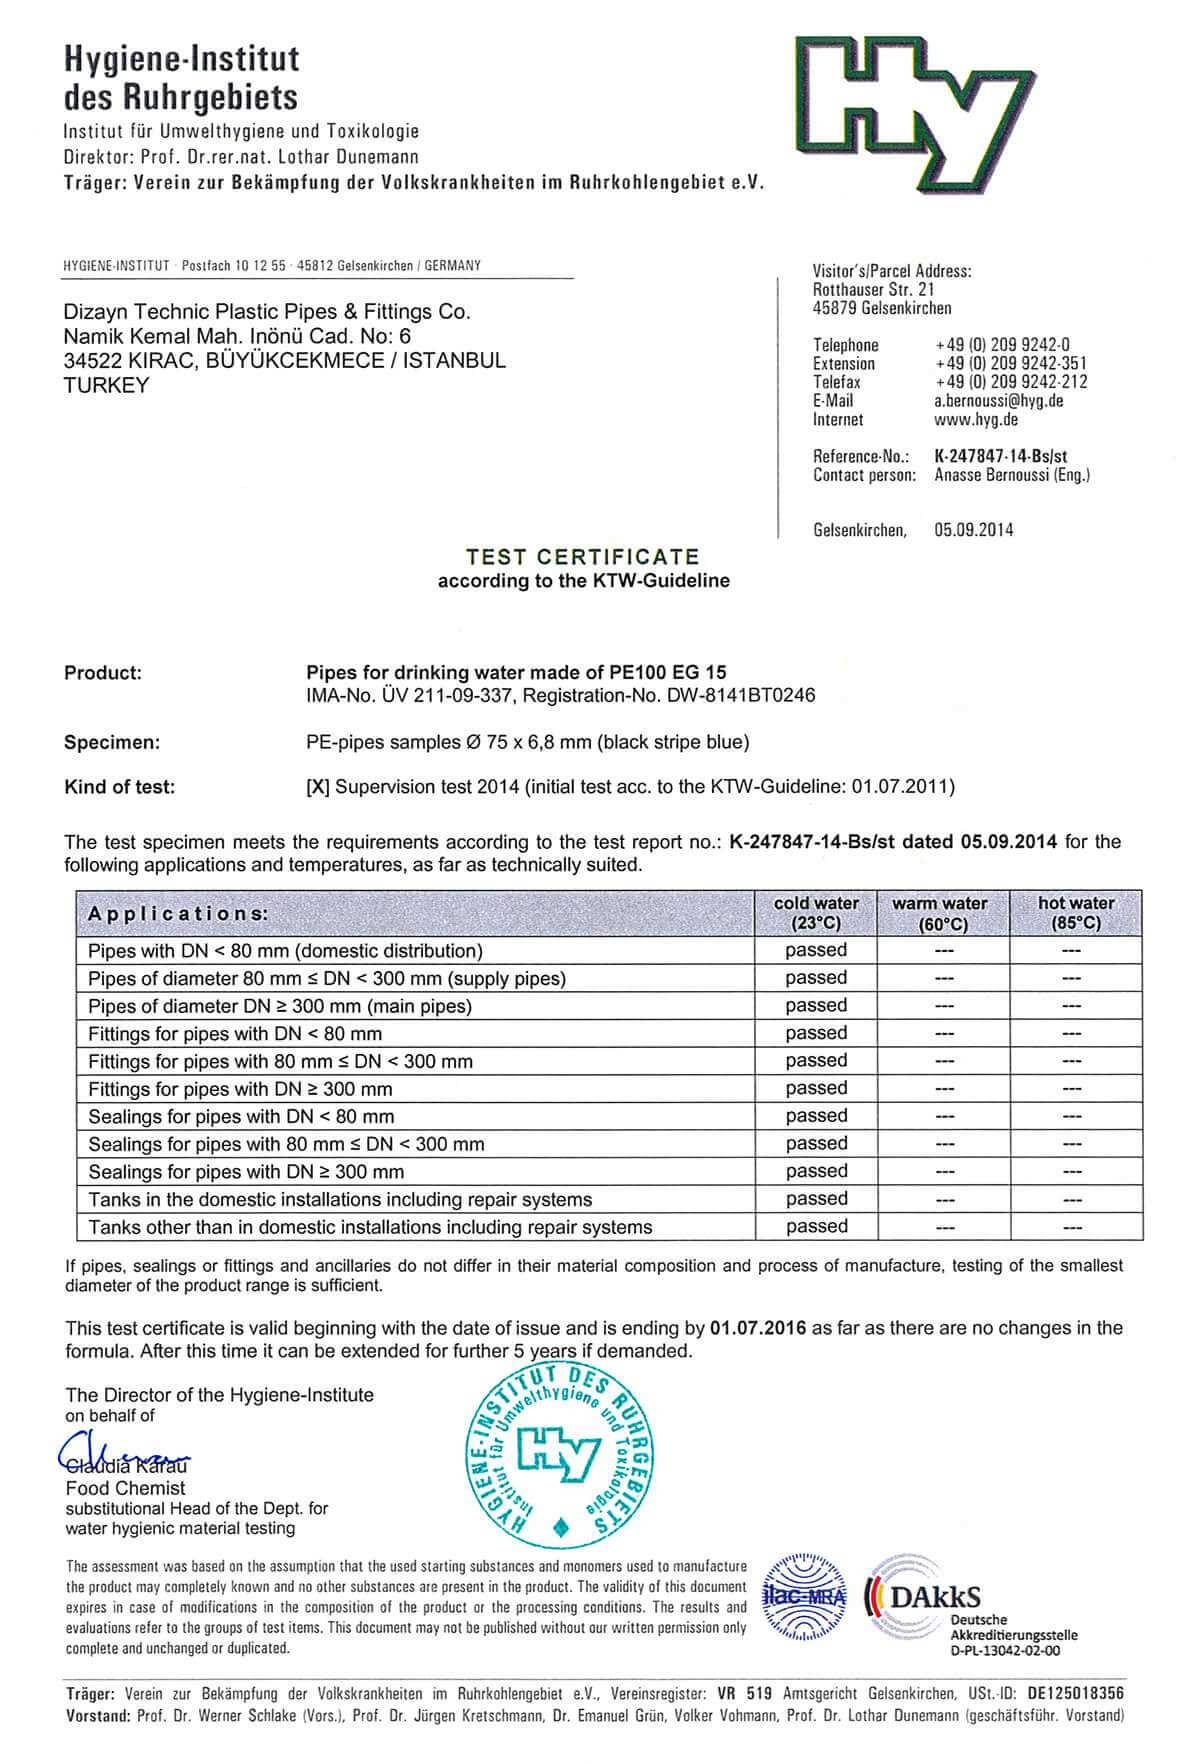 Hygiene-Institut
des Ruhrgebiets
Institut für Umwelthygiene und Toxikologie
Direktor: Prof. Dr.rer.nat. Lothar Dunemann
Träger: Verein zur Bekämpfung der Volkskrankheiten im Ruhrkohlengebiet e.V.
Hy
HYGIENE-INSTITUT · Postfach 10 12 55 · 45812 Gelsenkirchen / GERMANY
Dizayn Technic Plastic Pipes & Fittings Co.
Namik Kemal Mah. Inönü Cad. No: 6
34522 KIRAC, BÜYÜKCEKMECE / ISTANBUL
TURKEY
Visitor's/Parcel Address:
Rotthauser Str. 21
45879 Gelsenkirchen
Telephone +49 (0) 209 9242-0
Extension +49 (0) 209 9242-351
Telefax +49 (0) 209 9242-212
E-Mail a.bernoussi@hyg.de
Internet www.hyg.de
Reference-No.: K-247847-14-Bs/st
Contact person: Anasse Bernoussi (Eng.)
Gelsenkirchen, 05.09.2014
TEST CERTIFICATE
according to the KTW-Guideline
Product: Pipes for drinking water made of PE100 EG 15
IMA-No. ÜV 211-09-337, Registration-No. DW-8141BT0246
Specimen: PE-pipes samples Ø 75 x 6,8 mm (black stripe blue)
Kind of test: [X] Supervision test 2014 (initial test acc. to the KTW-Guideline: 01.07.2011)
The test specimen meets the requirements according to the test report no.: K-247847-14-Bs/st dated 05.09.2014 for the
following applications and temperatures, as far as technically suited.
Applications: cold water (23°C) warm water (60°C) hot water (85°C)
Pipes with DN < 80 mm (domestic distribution) passed --- ---
Pipes of diameter 80 mm ≤ DN < 300 mm (supply pipes) passed --- ---
Pipes of diameter DN ≥ 300 mm (main pipes) passed --- ---
Fittings for pipes with DN < 80 mm passed --- ---
Fittings for pipes with 80 mm ≤ DN < 300 mm passed --- ---
Fittings for pipes with DN ≥ 300 mm passed --- ---
Sealings for pipes with DN < 80 mm passed --- ---
Sealings for pipes with 80 mm ≤ DN < 300 mm passed --- ---
Sealings for pipes with DN ≥ 300 mm passed --- ---
Tanks in the domestic installations including repair systems passed --- ---
Tanks other than in domestic installations including repair systems passed --- ---
If pipes, sealings or fittings and ancillaries do not differ in their material composition and process of manufacture, testing of the smallest
diameter of the product range is sufficient.
This test certificate is valid beginning with the date of issue and is ending by 01.07.2016 as far as there are no changes in the
formula. After this time it can be extended for further 5 years if demanded.
The Director of the Hygiene-Institute
on behalf of
Claudia Karau
Food Chemist
substitutional Head of the Dept. for
water hygienic material testing
HYGIENE-INSTITUT DES RUHRGEBIETS
Institut für Umwelthygiene und Toxikologie
Hy
The assessment was based on the assumption that the used starting substances and monomers used to manufacture
the product may completely known and no other substances are present in the product. The validity of this document
expires in case of modifications in the composition of the product or the processing conditions. The results and
evaluations refer to the groups of test items. This document may not be published without our written permission only
complete and unchanged or duplicated.
ilac-MRA
DAkkS
Deutsche
Akkreditierungsstelle
D-PL-13042-02-00
Träger: Verein zur Bekämpfung der Volkskrankheiten im Ruhrkohlengebiet e.V., Vereinsregister: VR 519 Amtsgericht Gelsenkirchen, USt.-ID: DE125018356
Vorstand: Prof. Dr. Werner Schlake (Vors.), Prof. Dr. Jürgen Kretschmann, Dr. Emanuel Grün, Volker Vohmann, Prof. Dr. Lothar Dunemann (geschäftsführ. Vorstand)